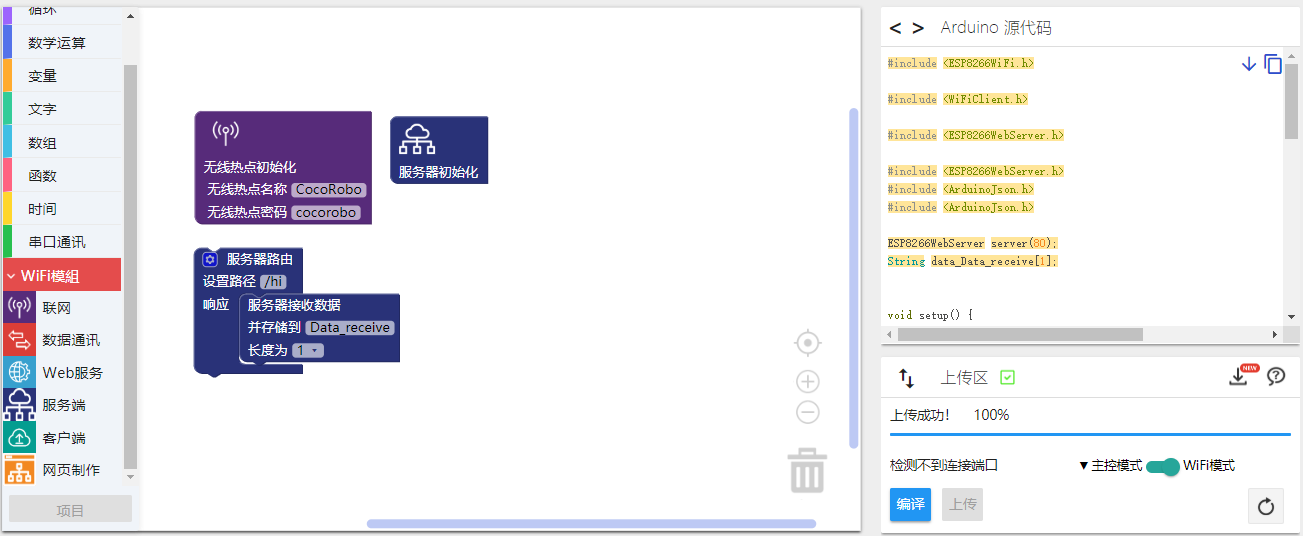 循环
数学运算
变量
文字
数组
函数
时间
串口通讯
WiFi模组
联网
数据通讯
Web服务
服务端
客户端
网页制作
项目
无线热点初始化
无线热点名称 CocoRobo
无线热点密码 cocorobo
服务器初始化
服务器路由
设置路径 /hi
响应
服务器接收数据
并存储到 Data_receive
长度为 1
< > Arduino 源代码
#include <ESP8266WiFi.h>
#include <WiFiClient.h>
#include <ESP8266WebServer.h>
#include <ESP8266WebServer.h>
#include <ArduinoJson.h>
#include <ArduinoJson.h>
ESP8266WebServer server(80);
String data_Data_receive[1];
void setup() {
上传区
NEW
上传成功! 100%
检测不到连接端口
▼主控模式 WiFi模式
编译 上传